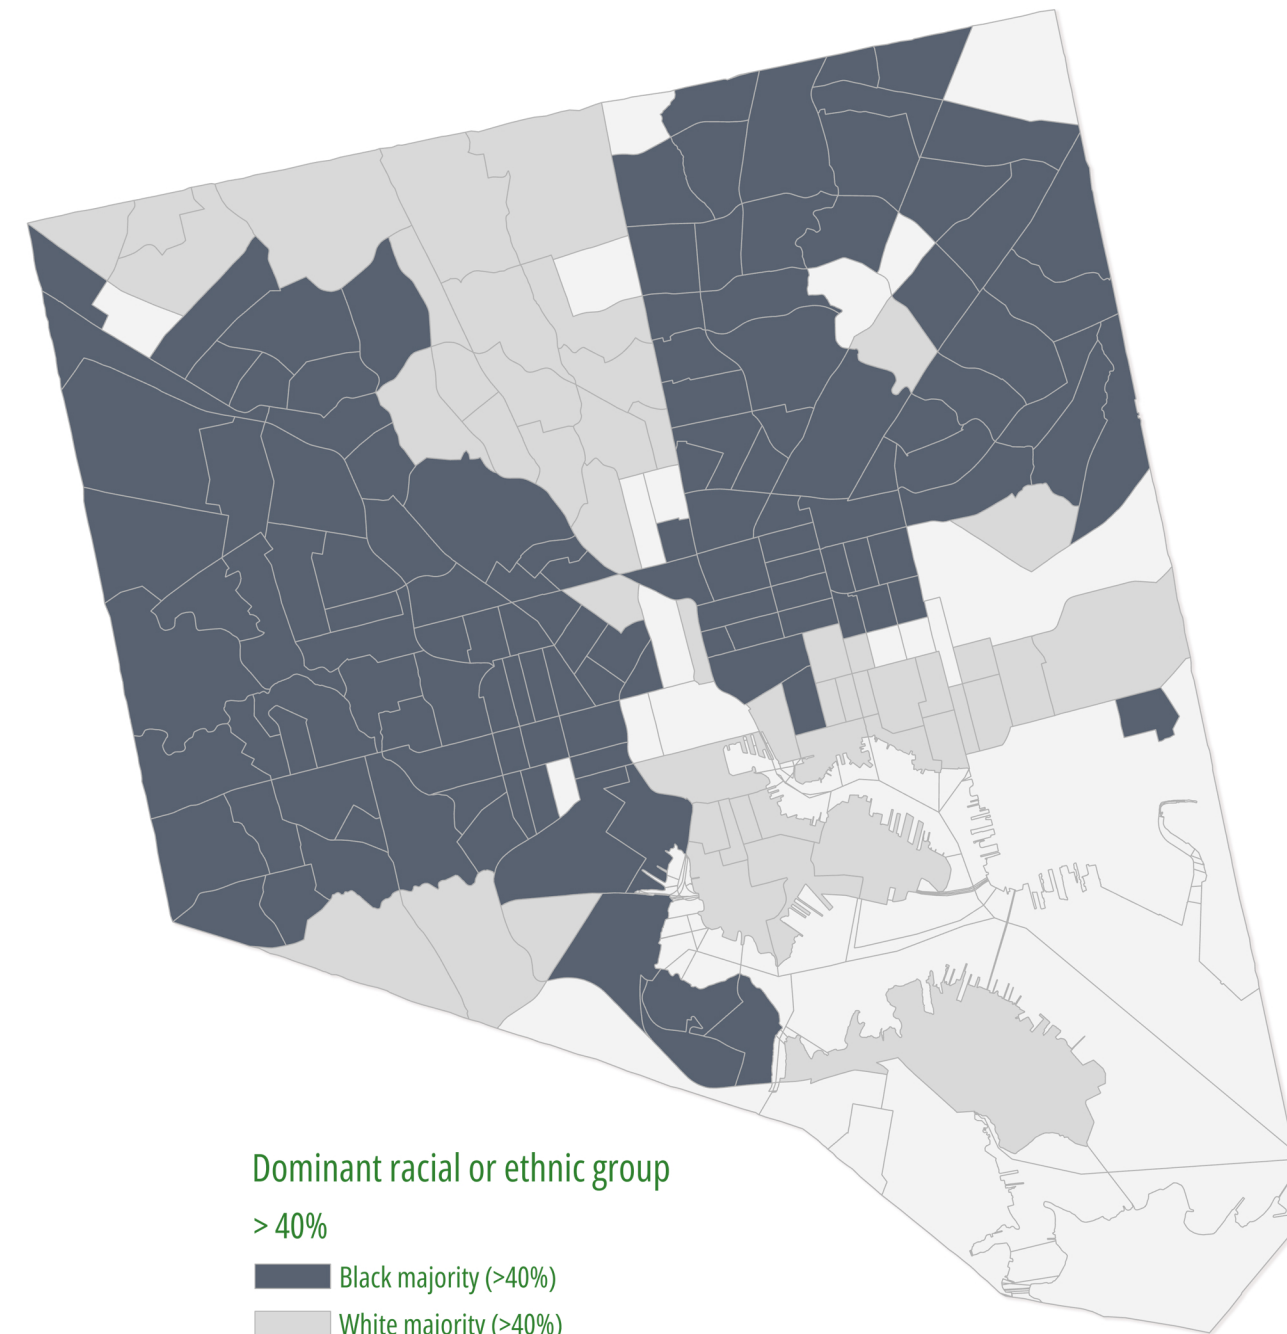 Dominant racial or ethnic group
> 40%
Black majority (>40%)
White majority (>40%)